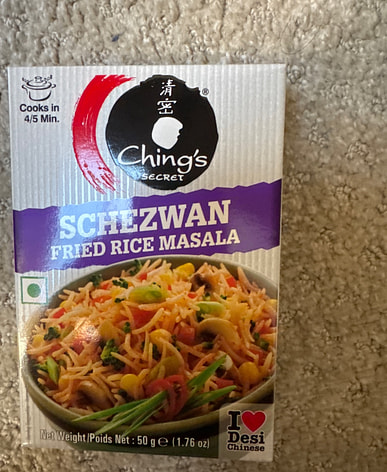 Cooks in
4/5 Min.
清
密
®
Ching's
SECRET
SCHEZWAN
FRIED RICE MASALA
Net Weight/Poids Net : 50 g ℮ (1.76 oz)
I ♥
Desi
Chinese